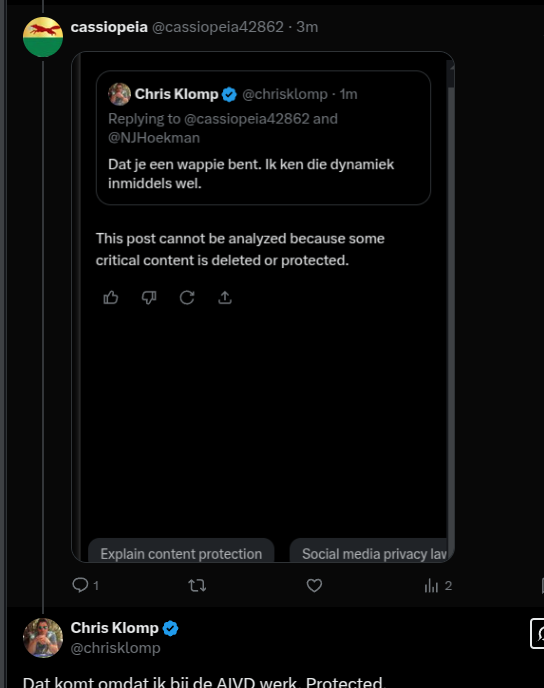 cassiopeia @cassiopeia42862 · 3m
Chris Klomp @chrisklomp · 1m
Replying to @cassiopeia42862 and
@NJHoekman
Dat je een wappie bent. Ik ken die dynamiek
inmiddels wel.
This post cannot be analyzed because some
critical content is deleted or protected.
Explain content protection
Social media privacy law
1
2
Chris Klomp
@chrisklomp
Dat komt omdat ik bij de AIVD werk. Protected.